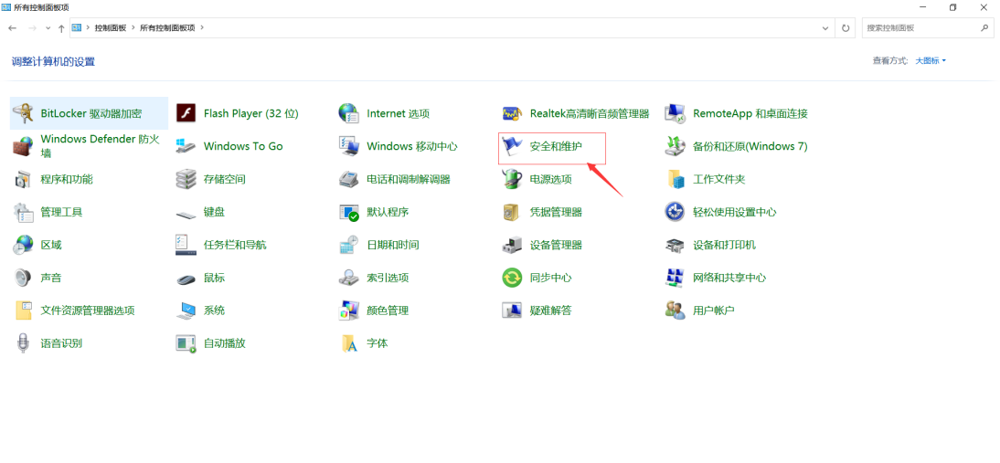 所有控制面板项
控制面板 所有控制面板项
搜索控制面板
调整计算机的设置
查看方式: 大图标
BitLocker 驱动器加密
Flash Player (32 位)
Internet 选项
Realtek高清晰音频管理器
RemoteApp 和桌面连接
Windows Defender 防火
墙
Windows To Go
Windows 移动中心
安全和维护
备份和还原(Windows 7)
程序和功能
存储空间
电话和调制解调器
电源选项
工作文件夹
管理工具
键盘
默认程序
凭据管理器
轻松使用设置中心
区域
任务栏和导航
日期和时间
设备管理器
设备和打印机
声音
鼠标
索引选项
同步中心
网络和共享中心
文件资源管理器选项
系统
颜色管理
疑难解答
用户帐户
语音识别
自动播放
字体